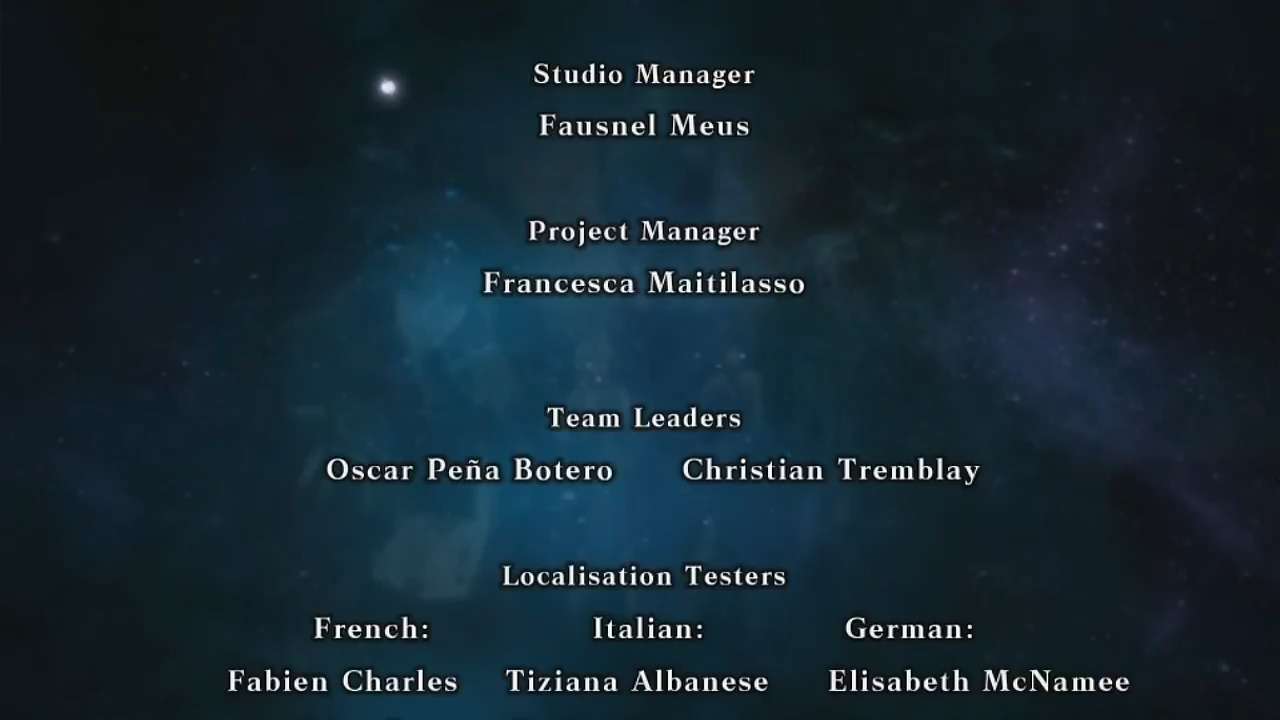 Studio Manager
Fausnel Meus
Project Manager
Francesca Maitilasso
Team Leaders
Oscar Peña Botero Christian Tremblay
Localisation Testers
French: Italian: German:
Fabien Charles Tiziana Albanese Elisabeth McNamee